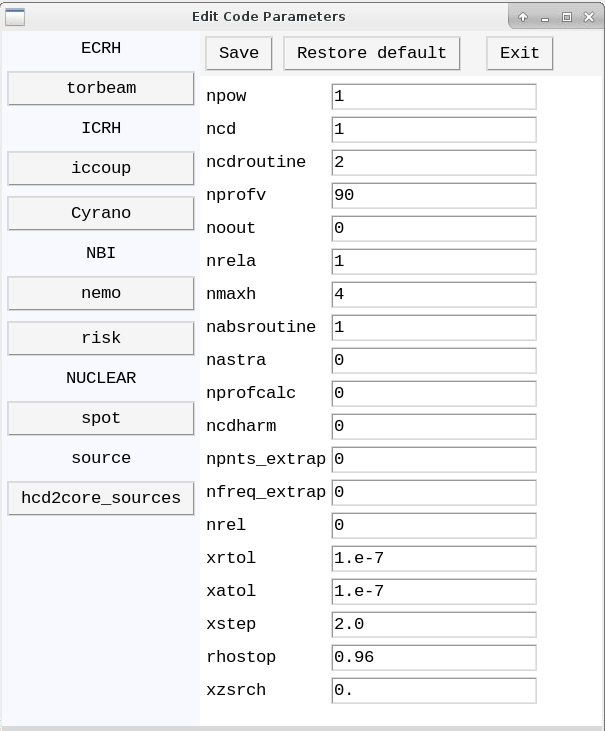 Edit Code Parameters
ECRH
torbeam
ICRH
iccoup
Cyrano
NBI
nemo
risk
NUCLEAR
spot
source
hcd2core_sources
Save Restore default Exit
npow 1
ncd 1
ncdroutine 2
nprofv 90
noout 0
nrela 1
nmaxh 4
nabsroutine 1
nastra 0
nprofcalc 0
ncdharm 0
npnts_extrap 0
nfreq_extrap 0
nrel 0
xrtol 1.e-7
xatol 1.e-7
xstep 2.0
rhostop 0.96
xzsrch 0.